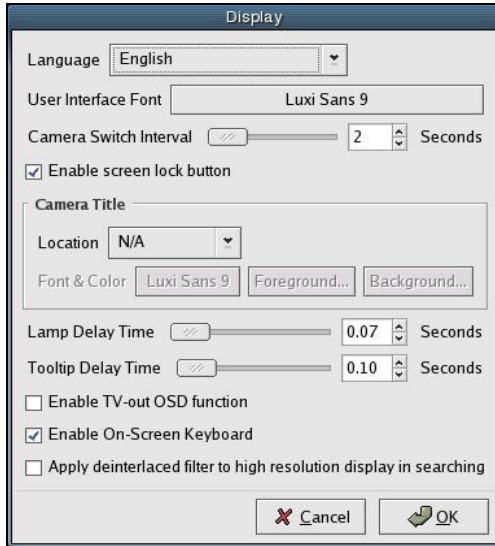 Display
Language English
User Interface Font Luxi Sans 9
Camera Switch Interval 2 Seconds
Enable screen lock button
Camera Title
Location N/A
Font & Color Luxi Sans 9 Foreground... Background...
Lamp Delay Time 0.07 Seconds
Tooltip Delay Time 0.10 Seconds
Enable TV-out OSD function
Enable On-Screen Keyboard
Apply deinterlaced filter to high resolution display in searching
Cancel OK